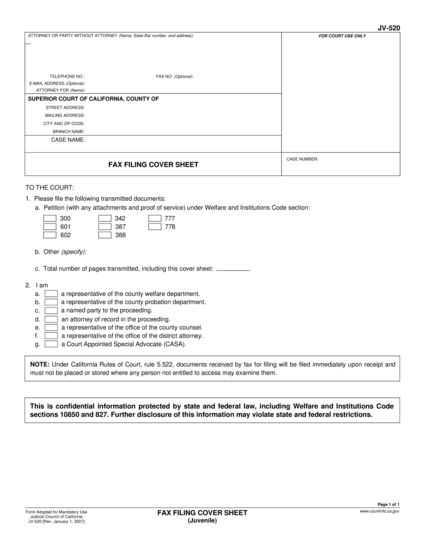 JV-520
ATTORNEY OR PARTY WITHOUT ATTORNEY (Name, State Bar number, and address):
FOR COURT USE ONLY
TELEPHONE NO.: FAX NO. (Optional):
E-MAIL ADDRESS (Optional):
ATTORNEY FOR (Name):
SUPERIOR COURT OF CALIFORNIA, COUNTY OF
STREET ADDRESS:
MAILING ADDRESS:
CITY AND ZIP CODE:
BRANCH NAME:
CASE NAME:
FAX FILING COVER SHEET
CASE NUMBER:
TO THE COURT:
1. Please file the following transmitted documents:
a. Petition (with any attachments and proof of service) under Welfare and Institutions Code section:
300 342 777
601 387 778
602 388
b. Other (specify):
c. Total number of pages transmitted, including this cover sheet:
2. I am
a. a representative of the county welfare department.
b. a representative of the county probation department.
c. a named party to the proceeding.
d. an attorney of record in the proceeding.
e. a representative of the office of the county counsel.
f. a representative of the office of the district attorney.
g. a Court Appointed Special Advocate (CASA).
NOTE: Under California Rules of Court, rule 5.522, documents received by fax for filing will be filed immediately upon receipt and
must not be placed or stored where any person not entitled to access may examine them.
This is confidential information protected by state and federal law, including Welfare and Institutions Code
sections 10850 and 827. Further disclosure of this information may violate state and federal restrictions.
Page 1 of 1
Form Adopted for Mandatory Use
Judicial Council of California
JV-520 [Rev. January 1, 2007]
FAX FILING COVER SHEET
(Juvenile)
www.courtinfo.ca.gov